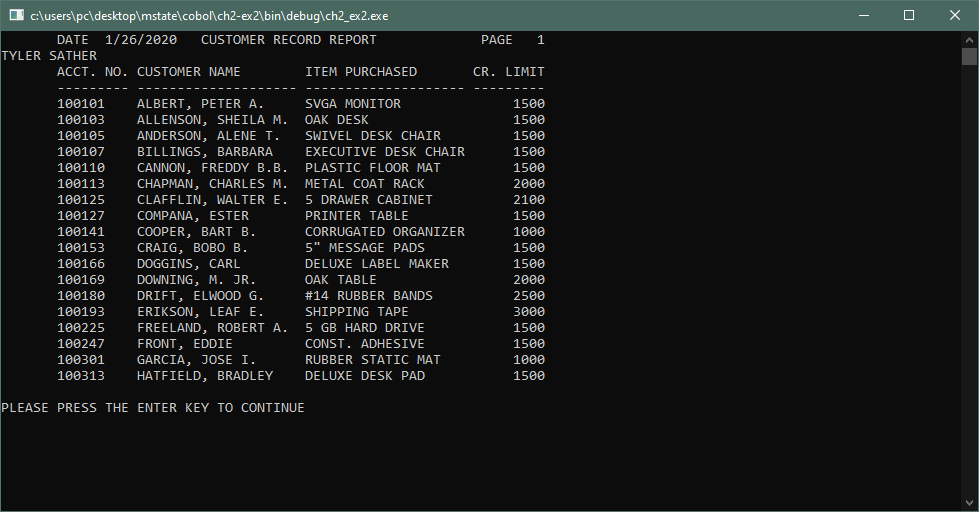 c:\users\pc\desktop\mstate\cobol\ch2-ex2\bin\debug\ch2_ex2.exe
DATE  1/26/2020   CUSTOMER RECORD REPORT             PAGE   1
TYLER SATHER
ACCT. NO. CUSTOMER NAME        ITEM PURCHASED       CR. LIMIT
--------- -------------------- -------------------- ---------
100101    ALBERT, PETER A.     SVGA MONITOR              1500
100103    ALLENSON, SHEILA M.  OAK DESK                  1500
100105    ANDERSON, ALENE T.   SWIVEL DESK CHAIR         1500
100107    BILLINGS, BARBARA    EXECUTIVE DESK CHAIR      1500
100110    CANNON, FREDDY B.B.  PLASTIC FLOOR MAT         1500
100113    CHAPMAN, CHARLES M.  METAL COAT RACK           2000
100125    CLAFFLIN, WALTER E.  5 DRAWER CABINET          2100
100127    COMPANA, ESTER       PRINTER TABLE             1500
100141    COOPER, BART B.      CORRUGATED ORGANIZER      1000
100153    CRAIG, BOBO B.       5" MESSAGE PADS           1500
100166    DOGGINS, CARL        DELUXE LABEL MAKER        1500
100169    DOWNING, M. JR.      OAK TABLE                 2000
100180    DRIFT, ELWOOD G.     #14 RUBBER BANDS          2500
100193    ERIKSON, LEAF E.     SHIPPING TAPE             3000
100225    FREELAND, ROBERT A.  5 GB HARD DRIVE           1500
100247    FRONT, EDDIE         CONST. ADHESIVE           1500
100301    GARCIA, JOSE I.      RUBBER STATIC MAT         1000
100313    HATFIELD, BRADLEY    DELUXE DESK PAD           1500
PLEASE PRESS THE ENTER KEY TO CONTINUE